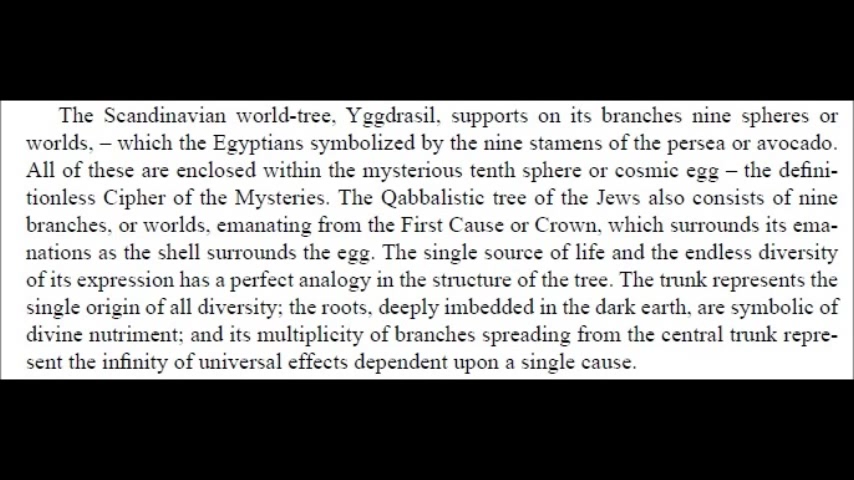 The Scandinavian world-tree, Yggdrasil, supports on its branches nine spheres or
worlds, – which the Egyptians symbolized by the nine stamens of the persea or avocado.
All of these are enclosed within the mysterious tenth sphere or cosmic egg – the defini-
tionless Cipher of the Mysteries. The Qabbalistic tree of the Jews also consists of nine
branches, or worlds, emanating from the First Cause or Crown, which surrounds its ema-
nations as the shell surrounds the egg. The single source of life and the endless diversity
of its expression has a perfect analogy in the structure of the tree. The trunk represents the
single origin of all diversity; the roots, deeply imbedded in the dark earth, are symbolic of
divine nutriment; and its multiplicity of branches spreading from the central trunk repre-
sent the infinity of universal effects dependent upon a single cause.